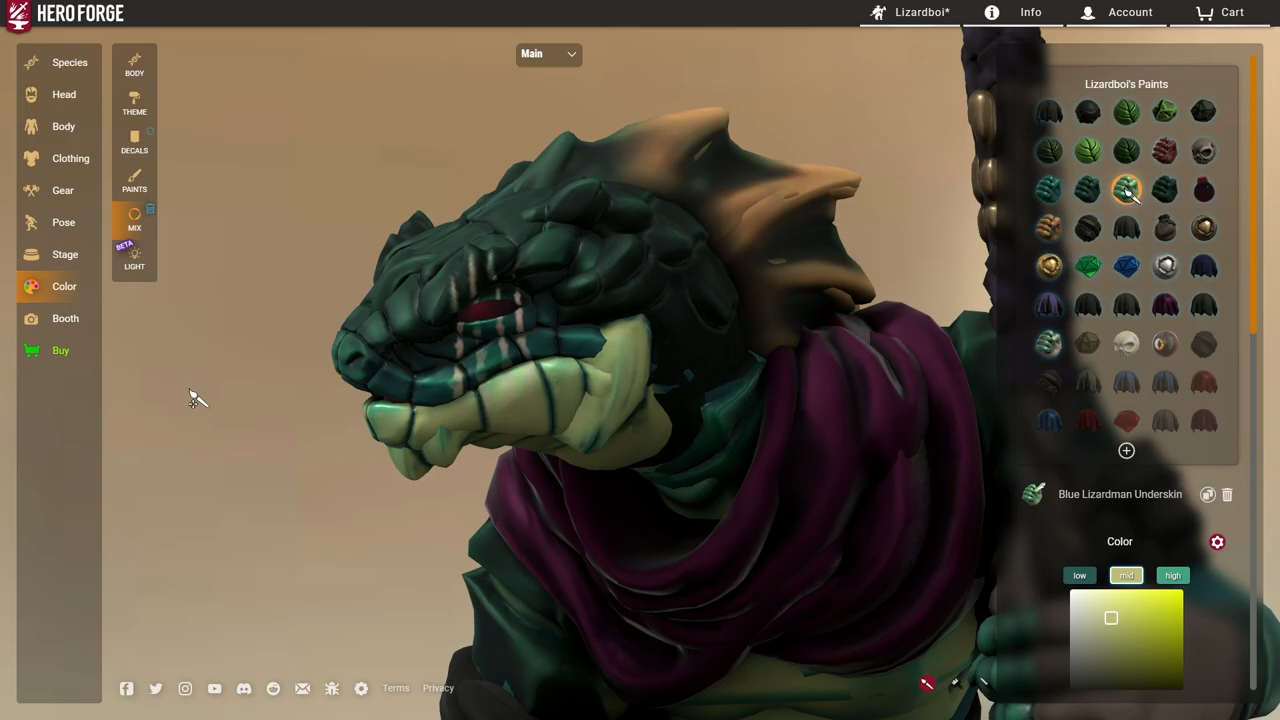 HERO FORGE
Lizardboi*
Info
Account
Cart
Species
Head
Body
Clothing
Gear
Pose
Stage
Color
Booth
Buy
BODY
THEME
DECALS
PAINTS
MIX
BETA
LIGHT
Main
Lizardboi's Paints
Blue Lizardman Underskin
Color
low
mid
high
Terms
Privacy